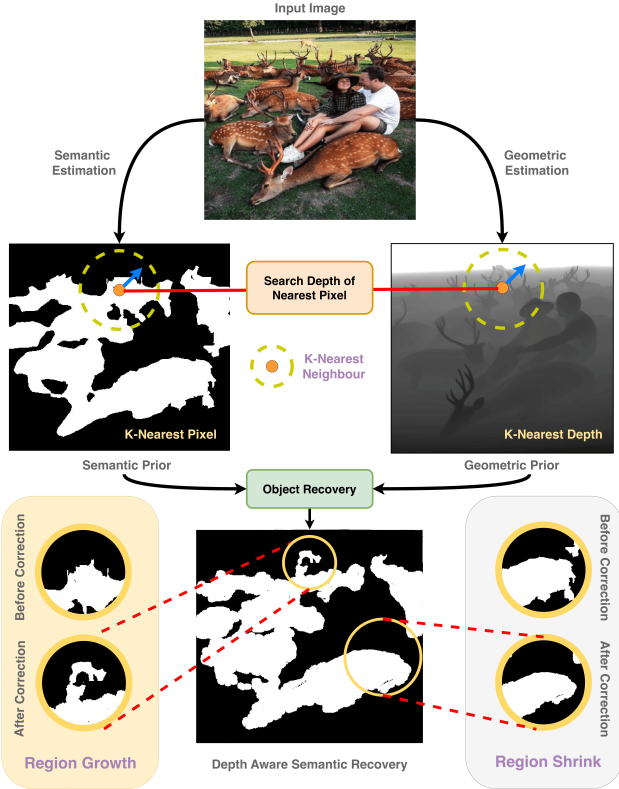 Input Image
Semantic
Estimation
Geometric
Estimation
Search Depth of
Nearest Pixel
K-Nearest
Neighbour
K-Nearest Pixel
K-Nearest Depth
Semantic Prior
Geometric Prior
Object Recovery
Before Correction
After Correction
Region Growth
Before Correction
After Correction
Region Shrink
Depth Aware Semantic Recovery